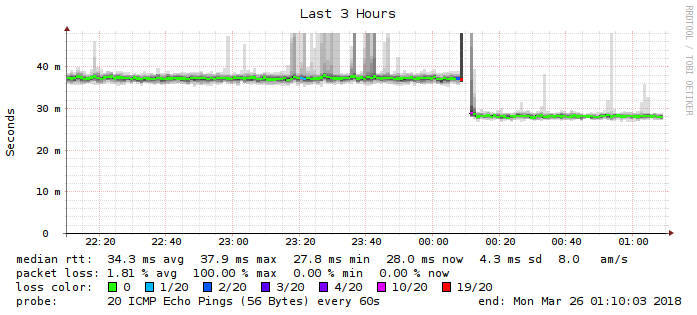 Last 3 Hours
RRDTOOL / TOBI OETIKER
Seconds
40 m
30 m
20 m
10 m
0
22:20 22:40 23:00 23:20 23:40 00:00 00:20 00:40 01:00
median rtt: 34.3 ms avg 37.9 ms max 27.8 ms min 28.0 ms now 4.3 ms sd 8.0 am/s
packet loss: 1.81 % avg 100.00 % max 0.00 % min 0.00 % now
loss color: 0 1/20 2/20 3/20 4/20 10/20 19/20
probe: 20 ICMP Echo Pings (56 Bytes) every 60s end: Mon Mar 26 01:10:03 2018